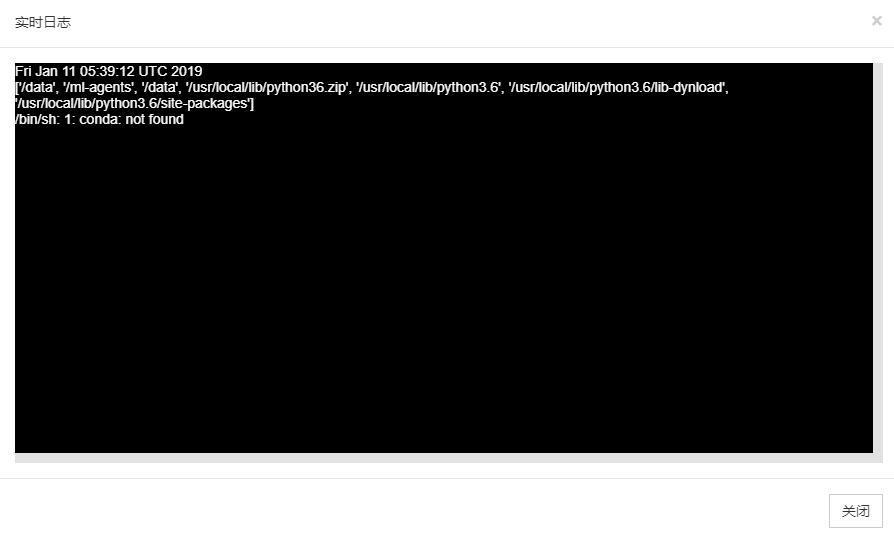 实时日志
×
Fri Jan 11 05:39:12 UTC 2019
['/data', '/ml-agents', '/data', '/usr/local/lib/python36.zip', '/usr/local/lib/python3.6', '/usr/local/lib/python3.6/lib-dynload',
'/usr/local/lib/python3.6/site-packages']
/bin/sh: 1: conda: not found
关闭